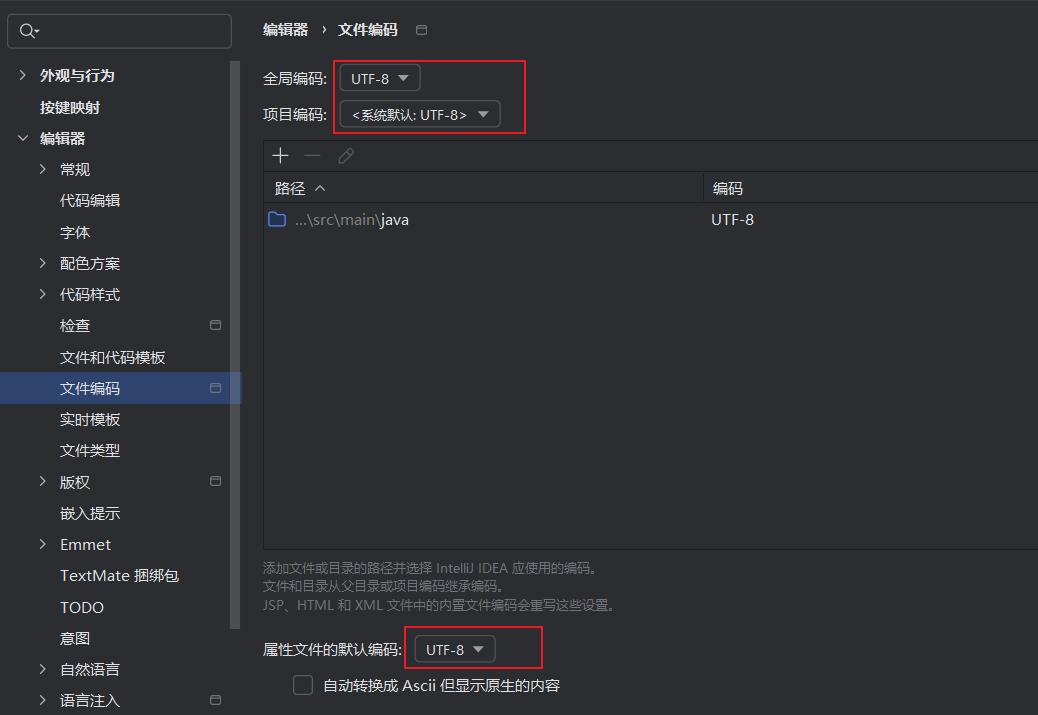 外观与行为
按键映射
编辑器
常规
代码编辑
字体
配色方案
代码样式
检查
文件和代码模板
文件编码
实时模板
文件类型
版权
嵌入提示
Emmet
TextMate 捆绑包
TODO
意图
自然语言
语言注入
编辑器 › 文件编码
全局编码: UTF-8
项目编码: <系统默认: UTF-8>
路径 编码
...\src\main\java UTF-8
添加文件或目录的路径并选择 IntelliJ IDEA 应使用的编码。
文件和目录从父目录或项目编码继承编码。
JSP、HTML 和 XML 文件中的内置文件编码会重写这些设置。
属性文件的默认编码: UTF-8
自动转换成 Ascii 但显示原生的内容